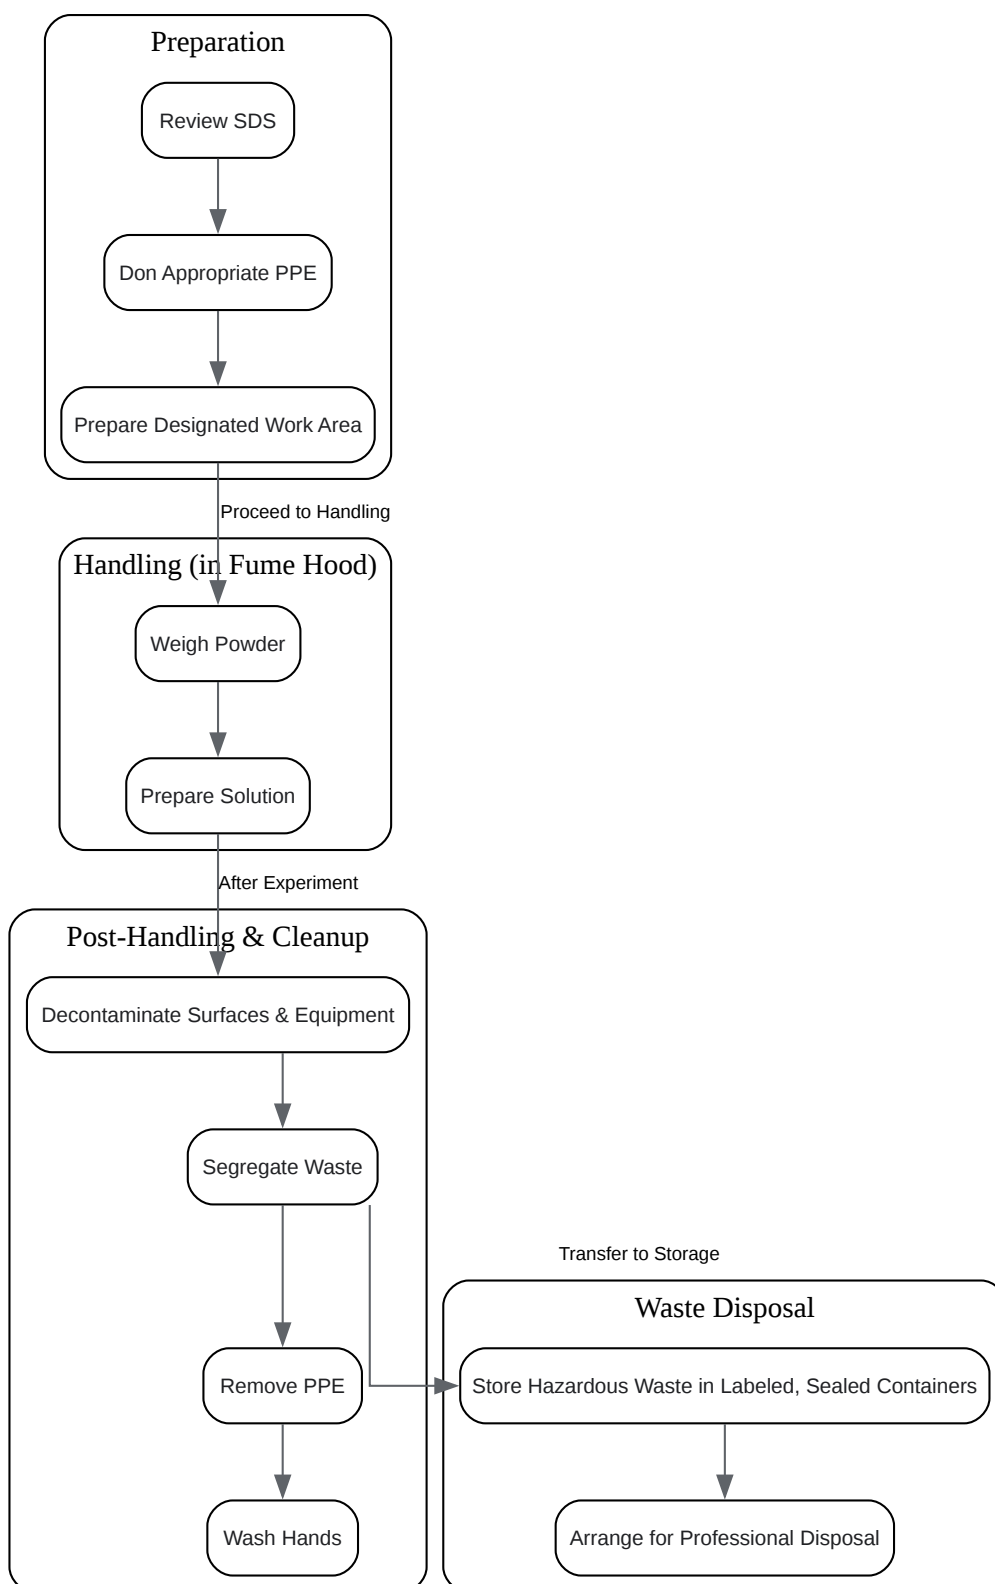 Preparation
Review SDS
Don Appropriate PPE
Prepare Designated Work Area
Proceed to Handling
Handling (in Fume Hood)
Weigh Powder
Prepare Solution
After Experiment
Post-Handling & Cleanup
Decontaminate Surfaces & Equipment
Segregate Waste
Transfer to Storage
Waste Disposal
Remove PPE
Store Hazardous Waste in Labeled, Sealed Containers
Wash Hands
Arrange for Professional Disposal